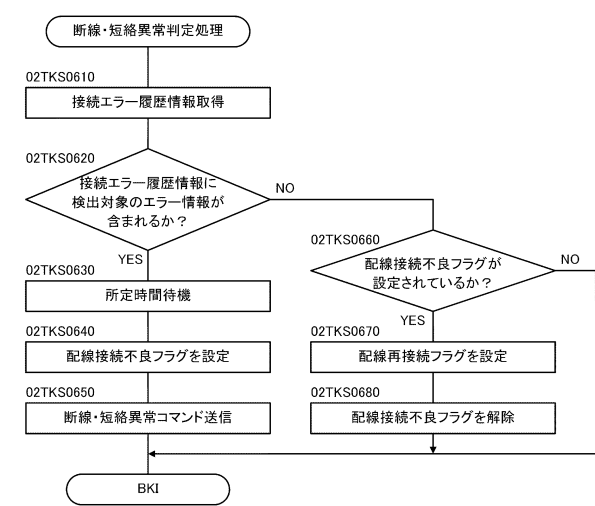 断線・短絡異常判定処理
02TKS0610
接続エラー履歴情報取得
02TKS0620
接続エラー履歴情報に
検出対象のエラー情報が
含まれるか?
NO
YES
02TKS0630
所定時間待機
02TKS0640
配線接続不良フラグを設定
02TKS0650
断線・短絡異常コマンド送信
02TKS0660
配線接続不良フラグが
設定されているか?
NO
YES
02TKS0670
配線再接続フラグを設定
02TKS0680
配線接続不良フラグを解除
BKI